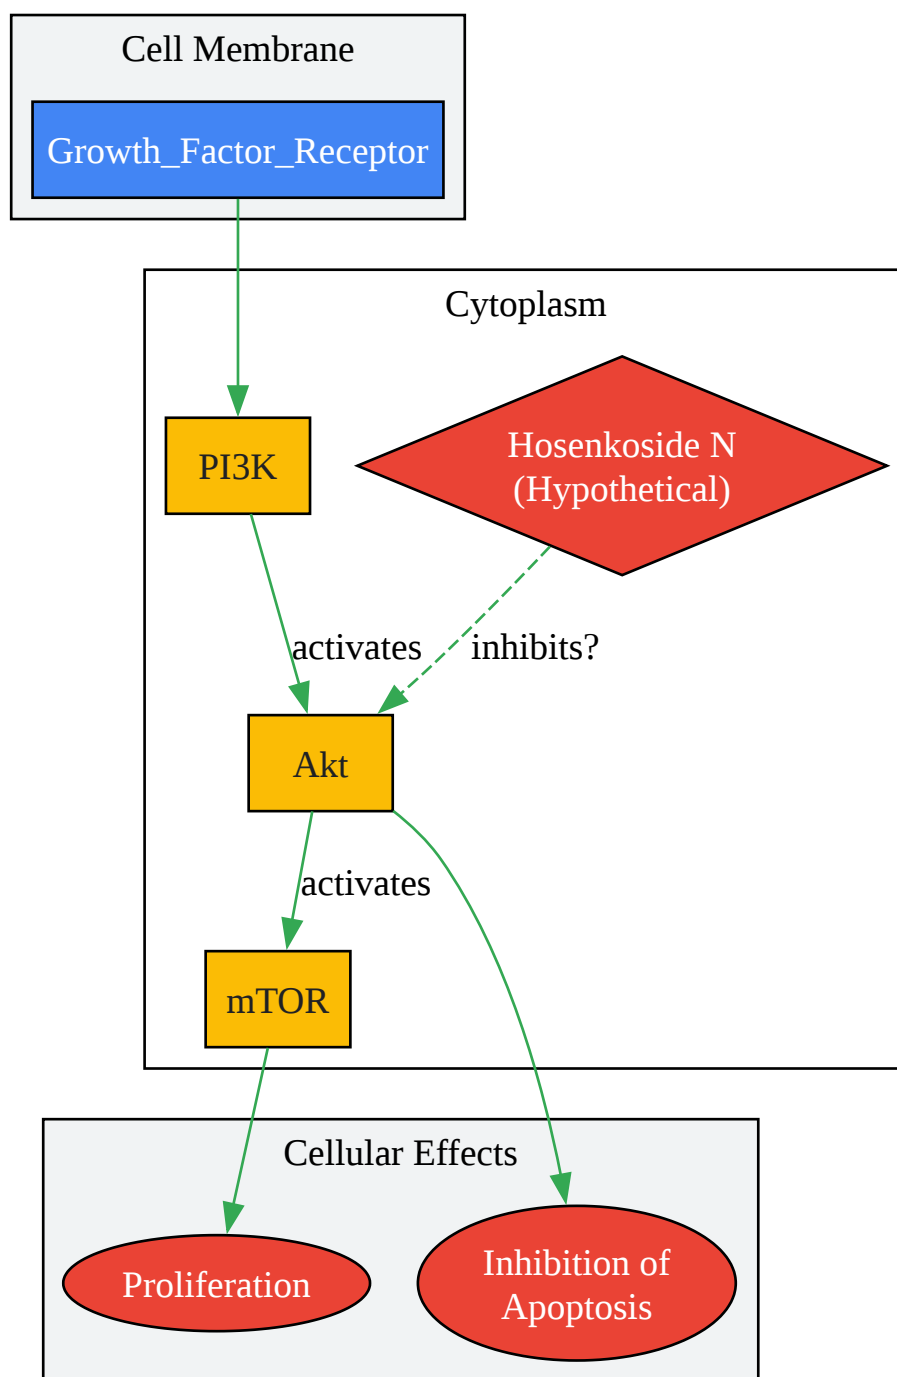 Cell Membrane
Growth_Factor_Receptor
Cytoplasm
PI3K
Hosenkoside N
(Hypothetical)
activates
inhibits?
Akt
activates
mTOR
Cellular Effects
Proliferation
Inhibition of
Apoptosis